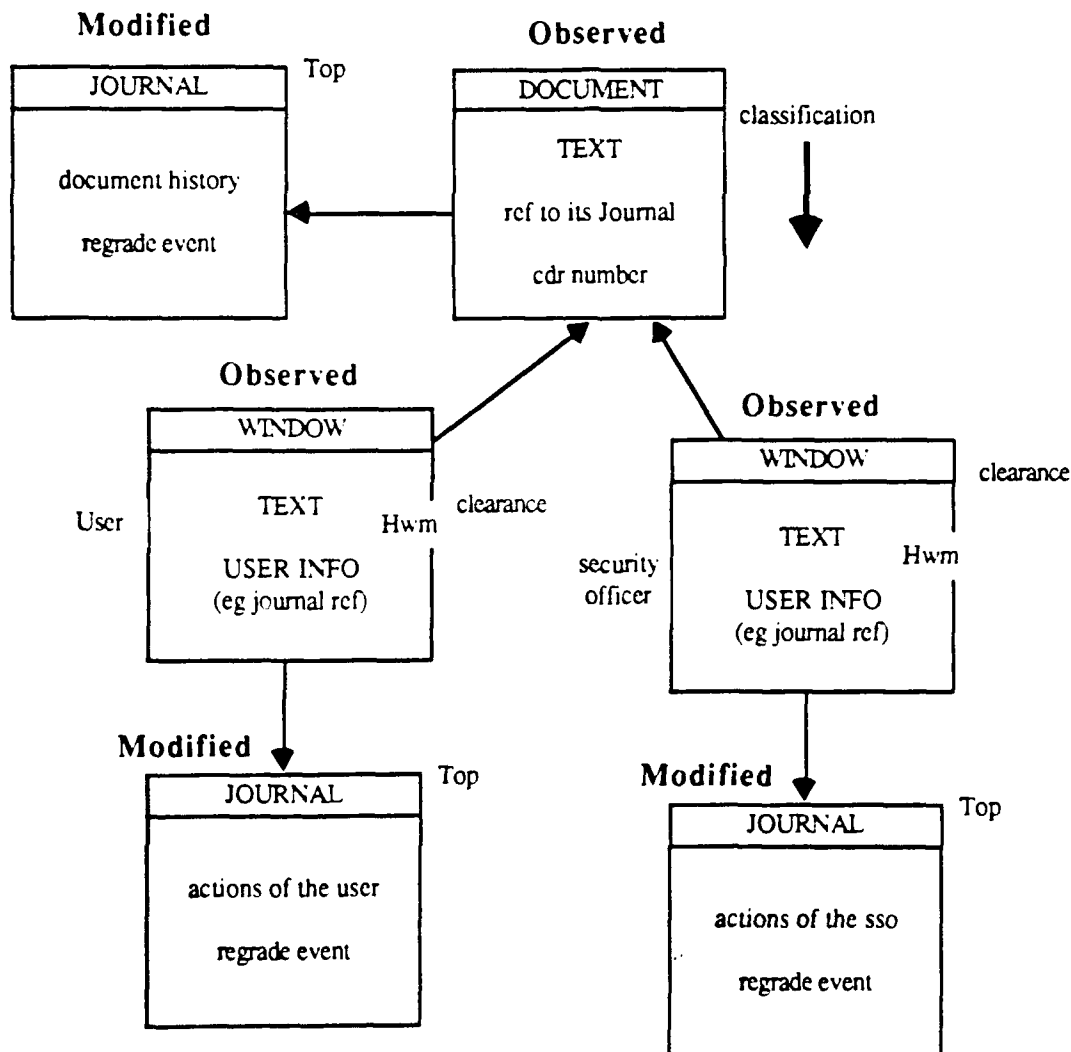 Modified
Observed
JOURNAL
Top
DOCUMENT
classification
TEXT
document history
ref to its Journal
regrade event
cdr number
Observed
WINDOW
User
TEXT
Hwm
clearance
USER INFO
(eg journal ref)
Observed
WINDOW
clearance
TEXT
Hwm
security
officer
USER INFO
(eg journal ref)
Modified
JOURNAL
Top
actions of the user
regrade event
Modified
JOURNAL
Top
actions of the sso
regrade event